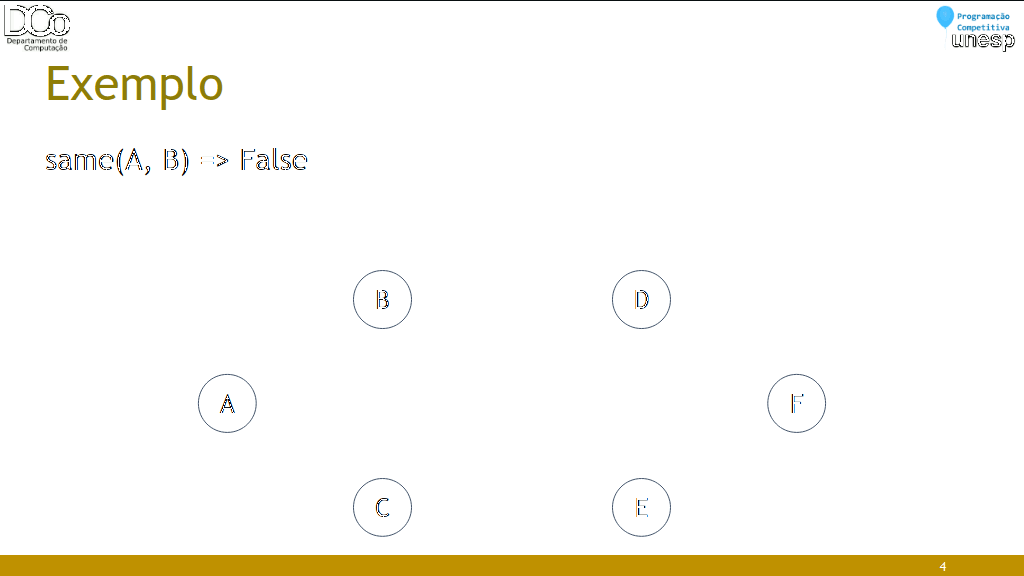 DCo
Departamento de
Computação
Programação
Competitiva
unesp
Exemplo
same(A, B) => False
B
D
A
F
C
E
4